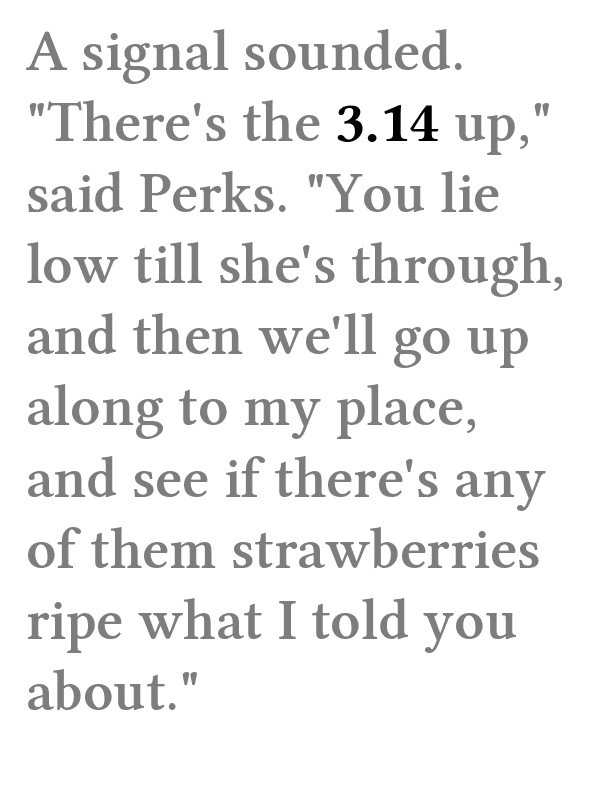 A signal sounded.
"There's the 3.14 up,"
said Perks. "You lie
low till she's through,
and then we'll go up
along to my place,
and see if there's any
of them strawberries
ripe what I told you
about."